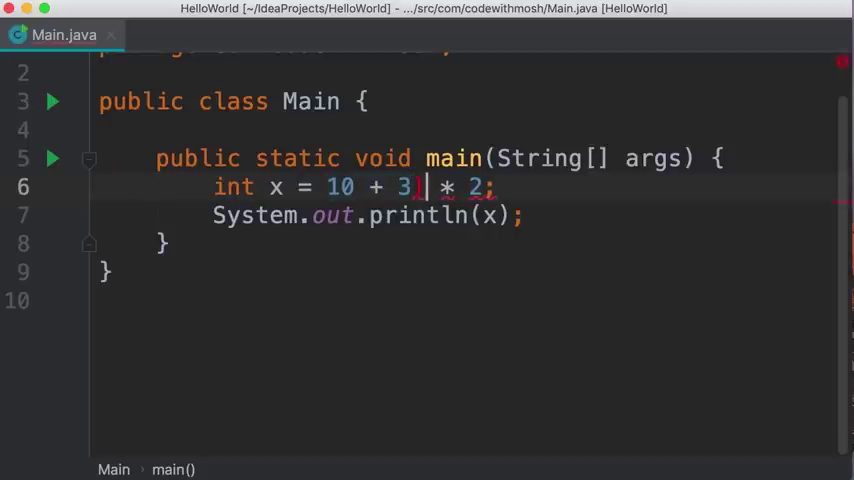 HelloWorld [~/IdeaProjects/HelloWorld] - .../src/com/codewithmosh/Main.java [HelloWorld]
Main.java
2
3 public class Main {
4
5 public static void main(String[] args) {
6 int x = 10 + 3) * 2;
7 System.out.println(x);
8 }
9 }
10
Main › main()